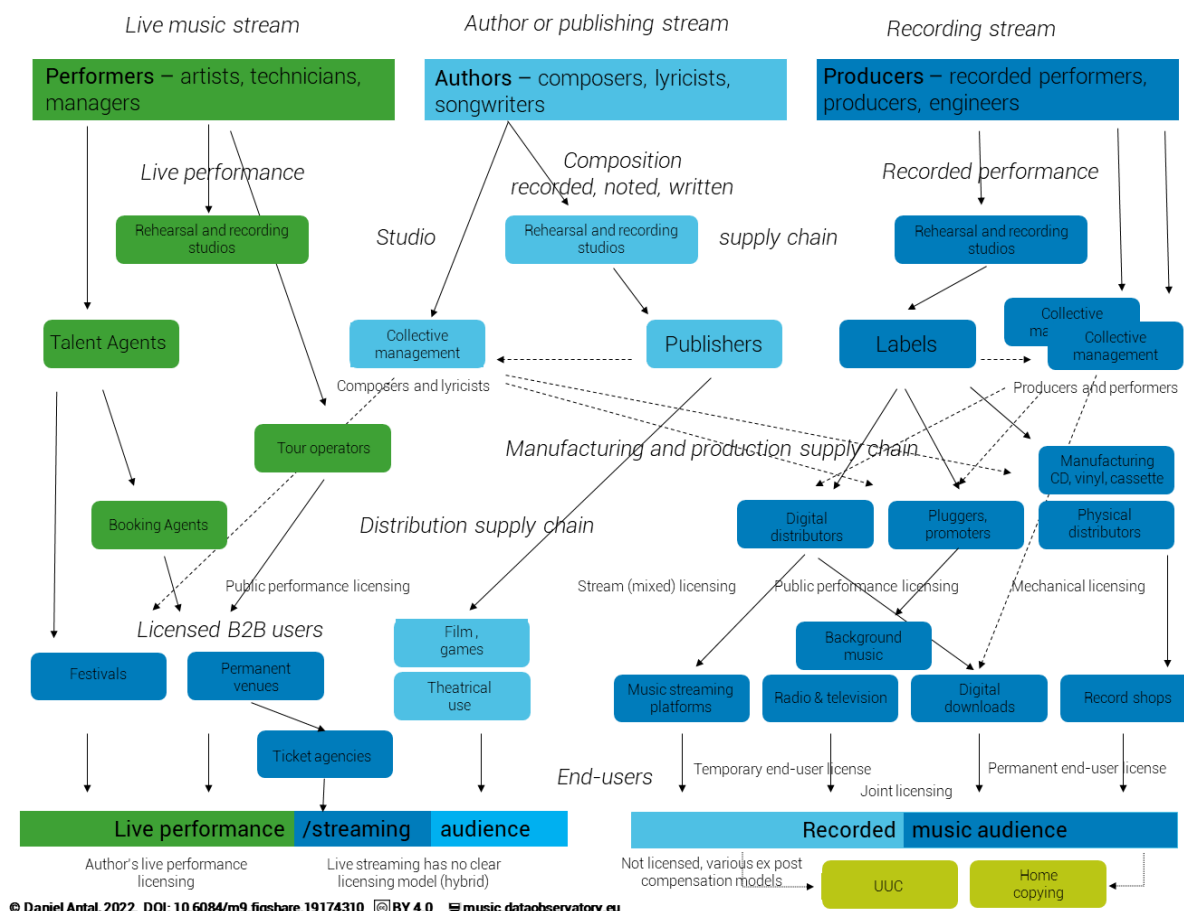 Live music stream
Author or publishing stream
Recording stream
Performers – artists, technicians,
managers
Authors – composers, lyricists,
songwriters
Producers – recorded performers,
producers, engineers
Live performance
Composition
recorded, noted, written
Recorded performance
Rehearsal and recording
studios
Studio
Rehearsal and recording
studios
supply chain
Rehearsal and recording
studios
Talent Agents
Collective
management
Publishers
Labels
Collective
Collective
management
Composers and lyricists
Producers and performers
Tour operators
Manufacturing and production supply chain
Manufacturing
CD, vinyl, cassette
Booking Agents
Distribution supply chain
Digital
distributors
Pluggers,
promoters
Physical
distributors
Public performance licensing
Stream (mixed) licensing
Public performance licensing
Mechanical licensing
Licensed B2B users
Film ,
games
Background
music
Festivals
Permanent
venues
Theatrical
use
Music streaming
platforms
Radio & television
Digital
downloads
Record shops
Ticket agencies
End-users
Temporary end-user license
Permanent end-user license
Joint licensing
Live performance /streaming audience
Recorded music audience
Author's live performance
licensing
Live streaming has no clear
licensing model (hybrid)
Not licensed, various ex post
compensation models
UUC
Home
copying
© Daniel Antal, 2022. DOI: 10.6084/m9.figshare.19174310 BY 4.0 music.dataobservatory.eu